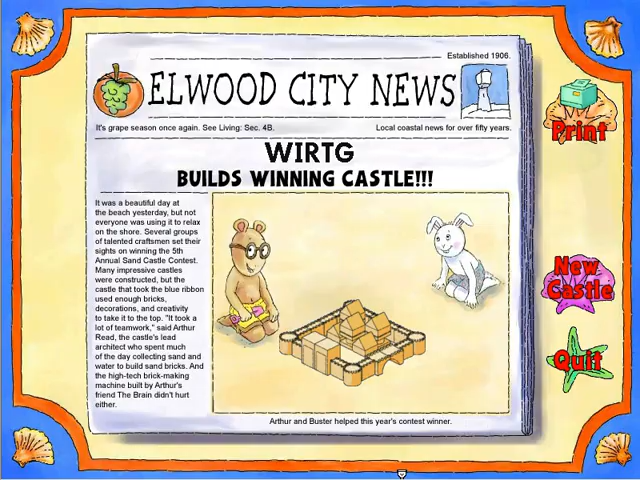 Established 1906.
ELWOOD CITY NEWS
It's grape season once again. See Living: Sec. 4B.
Local coastal news for over fifty years.
WIRTG
BUILDS WINNING CASTLE!!!
It was a beautiful day at
the beach yesterday, but not
everyone was using it to relax
on the shore. Several groups
of talented craftsmen set their
sights on winning the 5th
Annual Sand Castle Contest.
Many impressive castles
were constructed, but the
castle that took the blue ribbon
used enough bricks,
decorations, and creativity
to take it to the top. "It took a
lot of teamwork," said Arthur
Read, the castle's lead
architect who spent much
of the day collecting sand and
water to build sand bricks. And
the high-tech brick-making
machine built by Arthur's
friend The Brain didn't hurt
either.
Arthur and Buster helped this year's contest winner.
Print
New
Castle
Quit